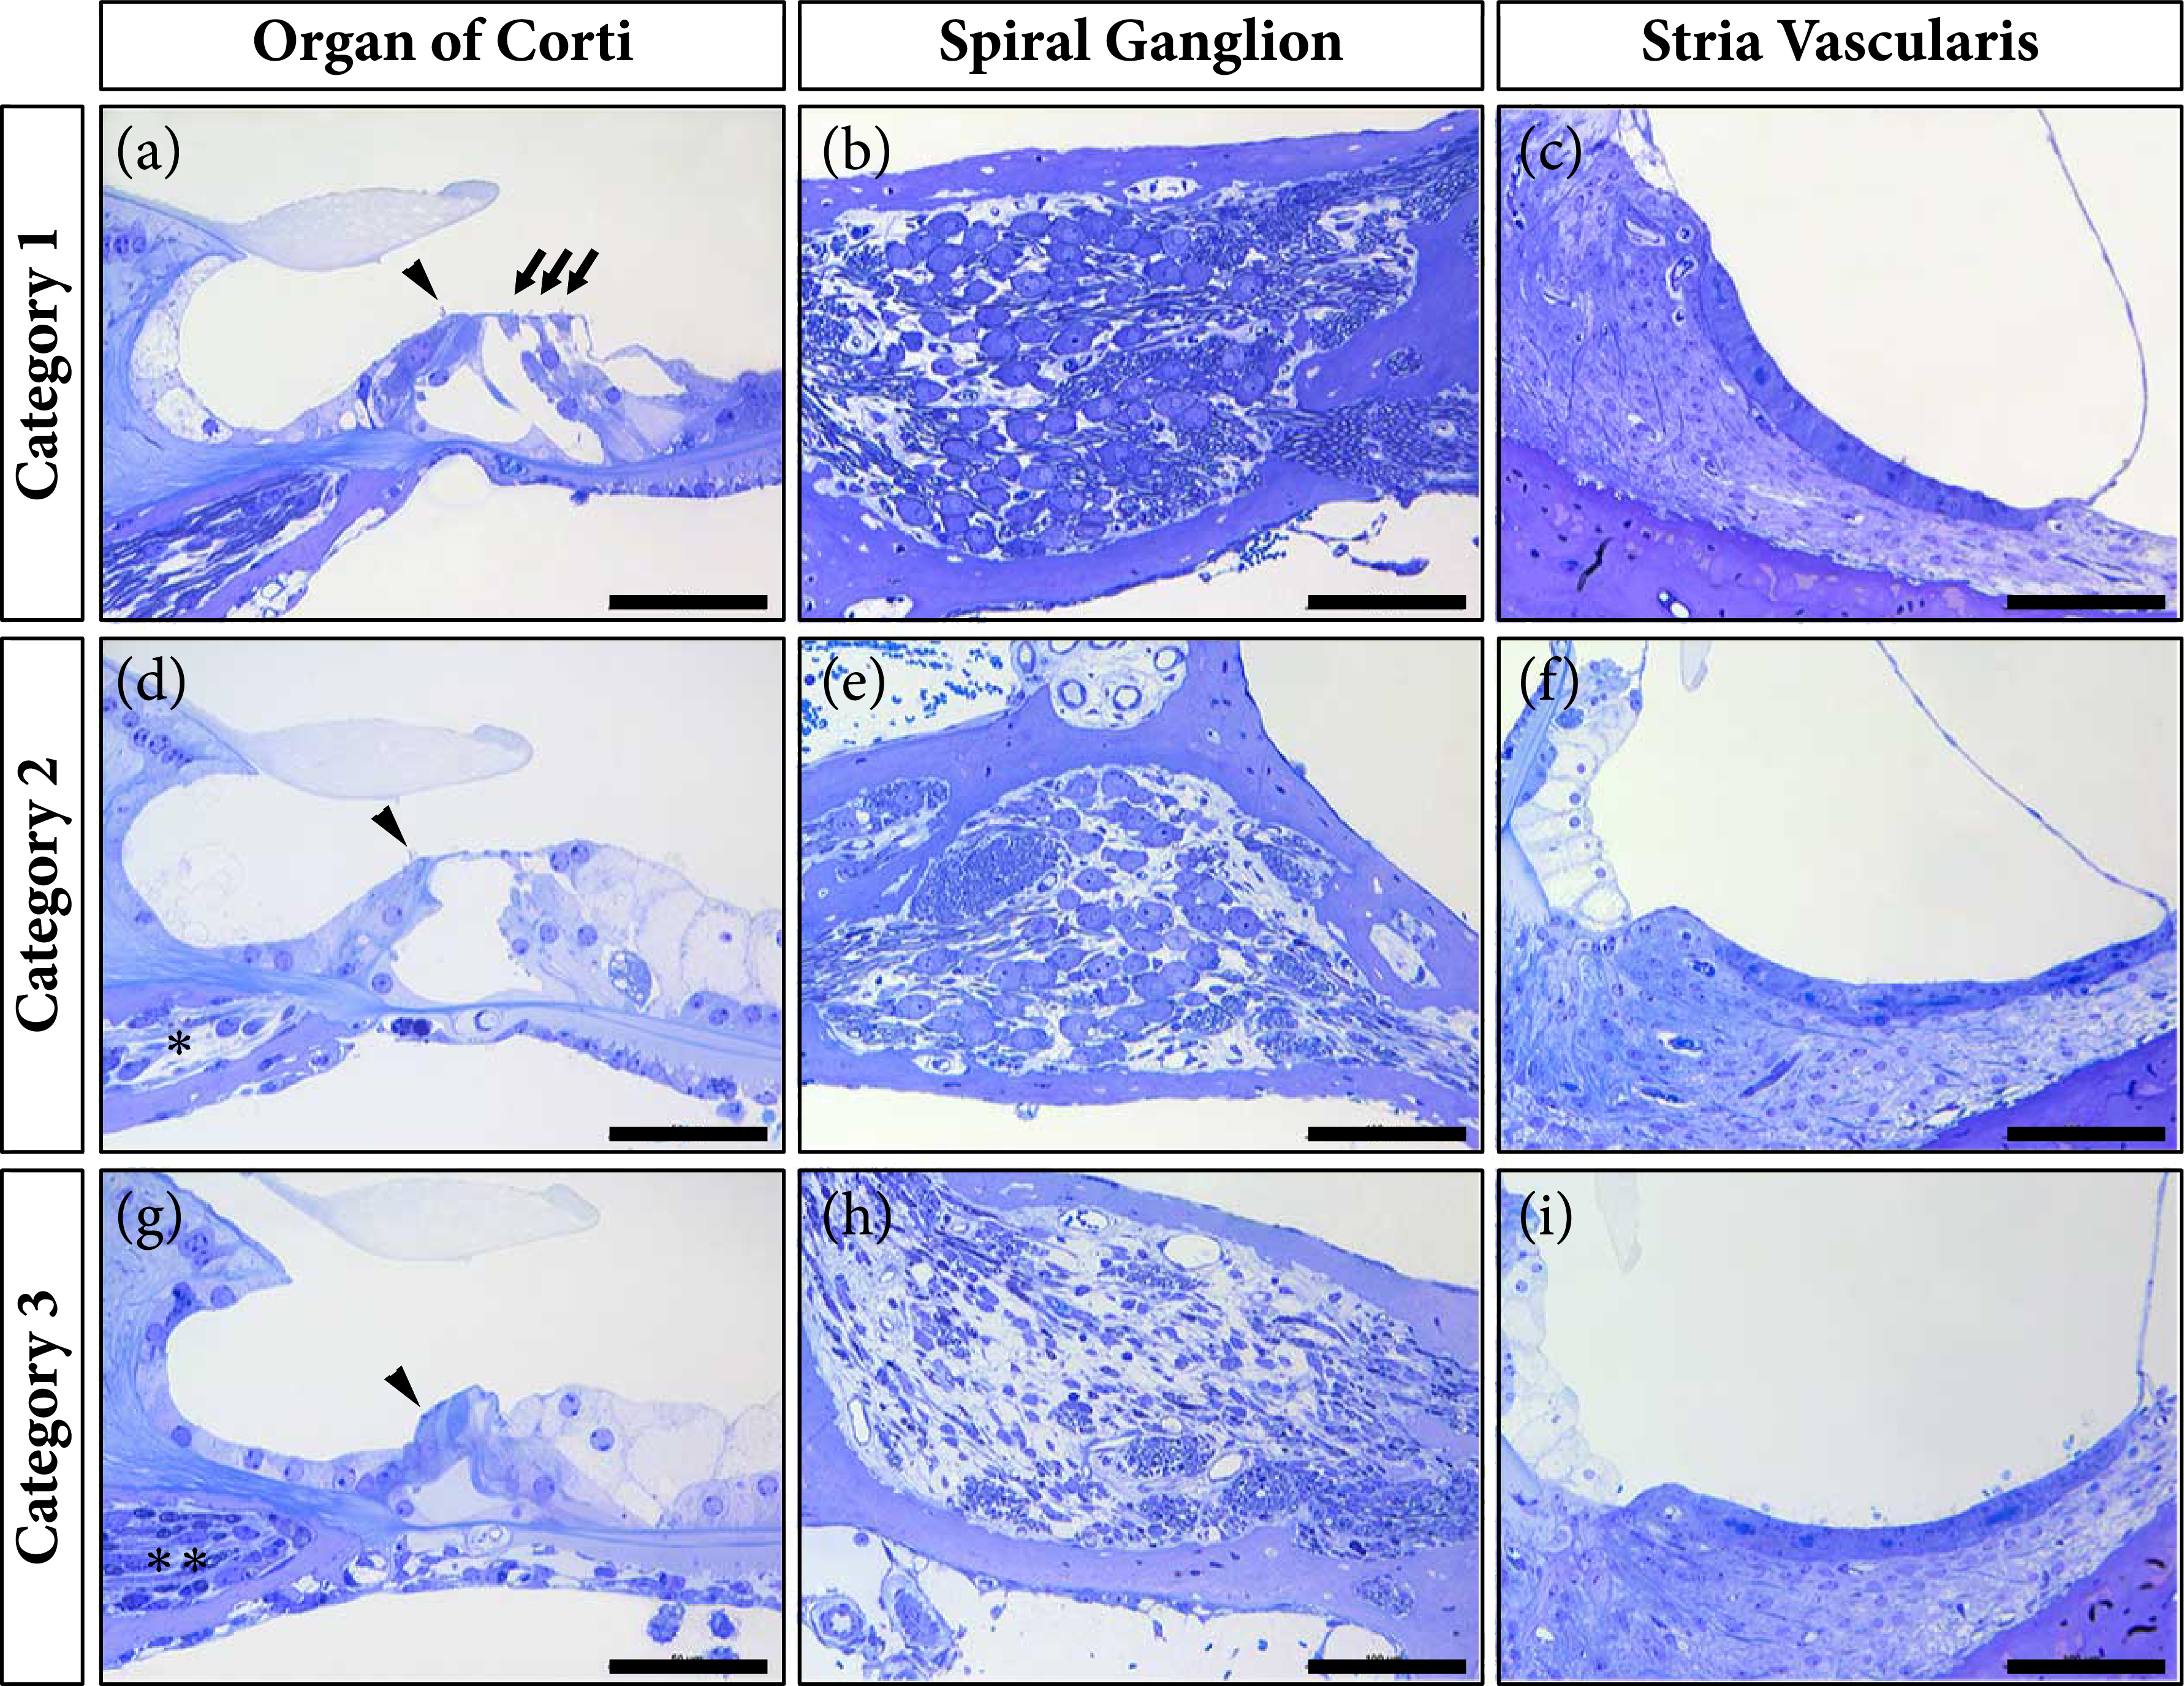 Organ of Corti
Spiral Ganglion
Stria Vascularis
Category 1
(a)
(b)
(c)
Category 2
(d)
*
(e)
(f)
Category 3
(g)
* *
(h)
(i)